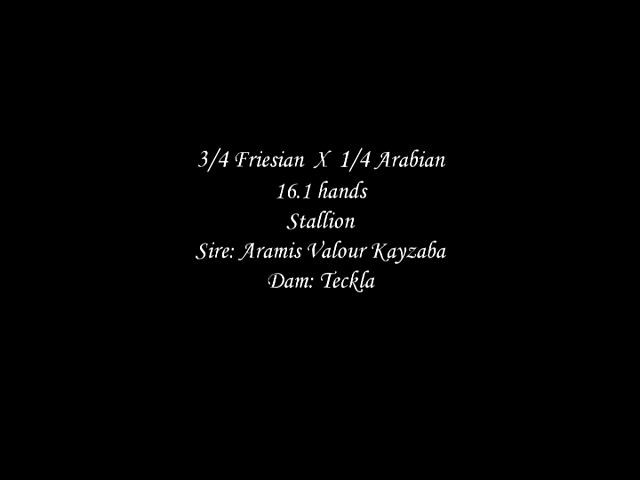 3/4 Friesian X 1/4 Arabian
16.1 hands
Stallion
Sire: Aramis Valour Kayzaba
Dam: Teckla